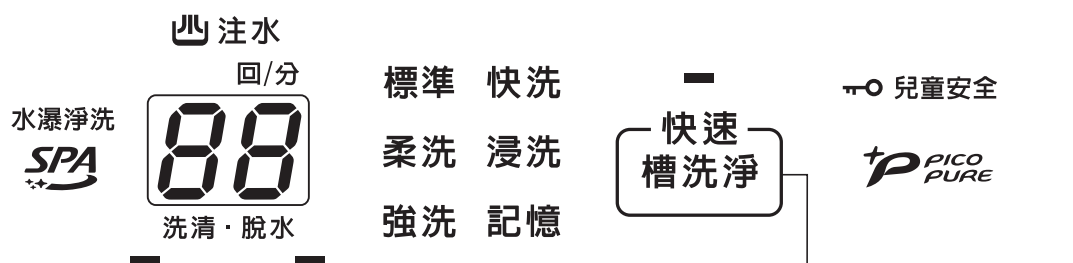 注水
回/分
水瀑淨洗
SPA
88
洗清·脫水
標準 快洗
柔洗 浸洗
強洗 記憶
快速
槽洗淨
兒童安全
PICO
PURE